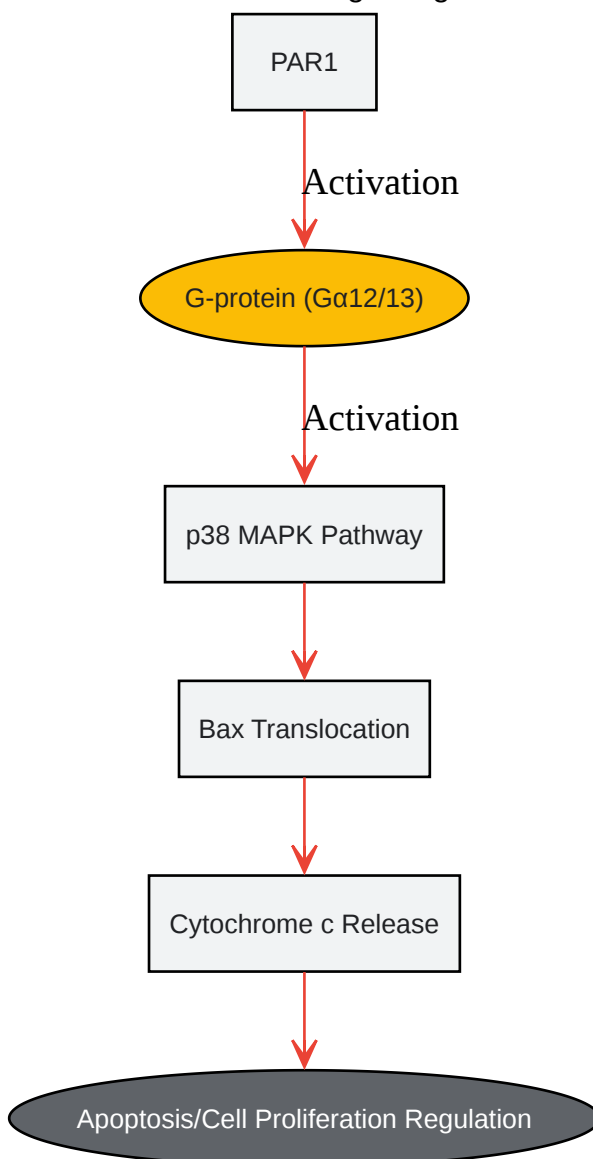 PAR1
Activation
G-protein (Gα12/13)
Activation
p38 MAPK Pathway
Bax Translocation
Cytochrome c Release
Apoptosis/Cell Proliferation Regulation